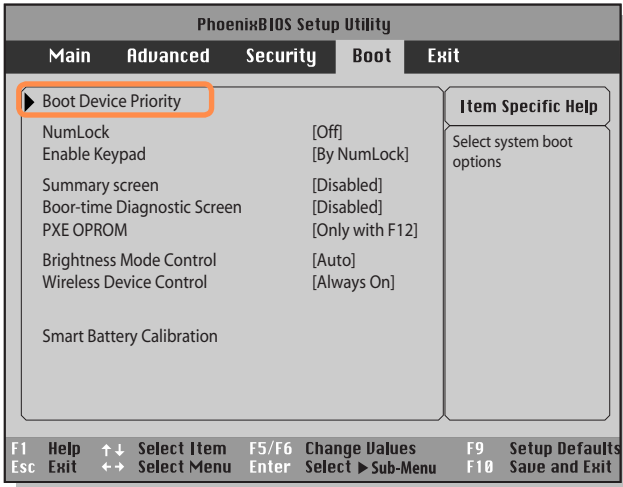 PhoenixBIOS Setup Utility
Main Advanced Security Boot Exit
Boot Device Priority
NumLock [Off]
Enable Keypad [By NumLock]
Summary screen [Disabled]
Boor-time Diagnostic Screen [Disabled]
PXE OPROM [Only with F12]
Brightness Mode Control [Auto]
Wireless Device Control [Always On]
Smart Battery Calibration
Item Specific Help
Select system boot
options
F1 Help ↑↓ Select Item F5/F6 Change Values F9 Setup Defaults
Esc Exit ←→ Select Menu Enter Select ▶ Sub-Menu F10 Save and Exit